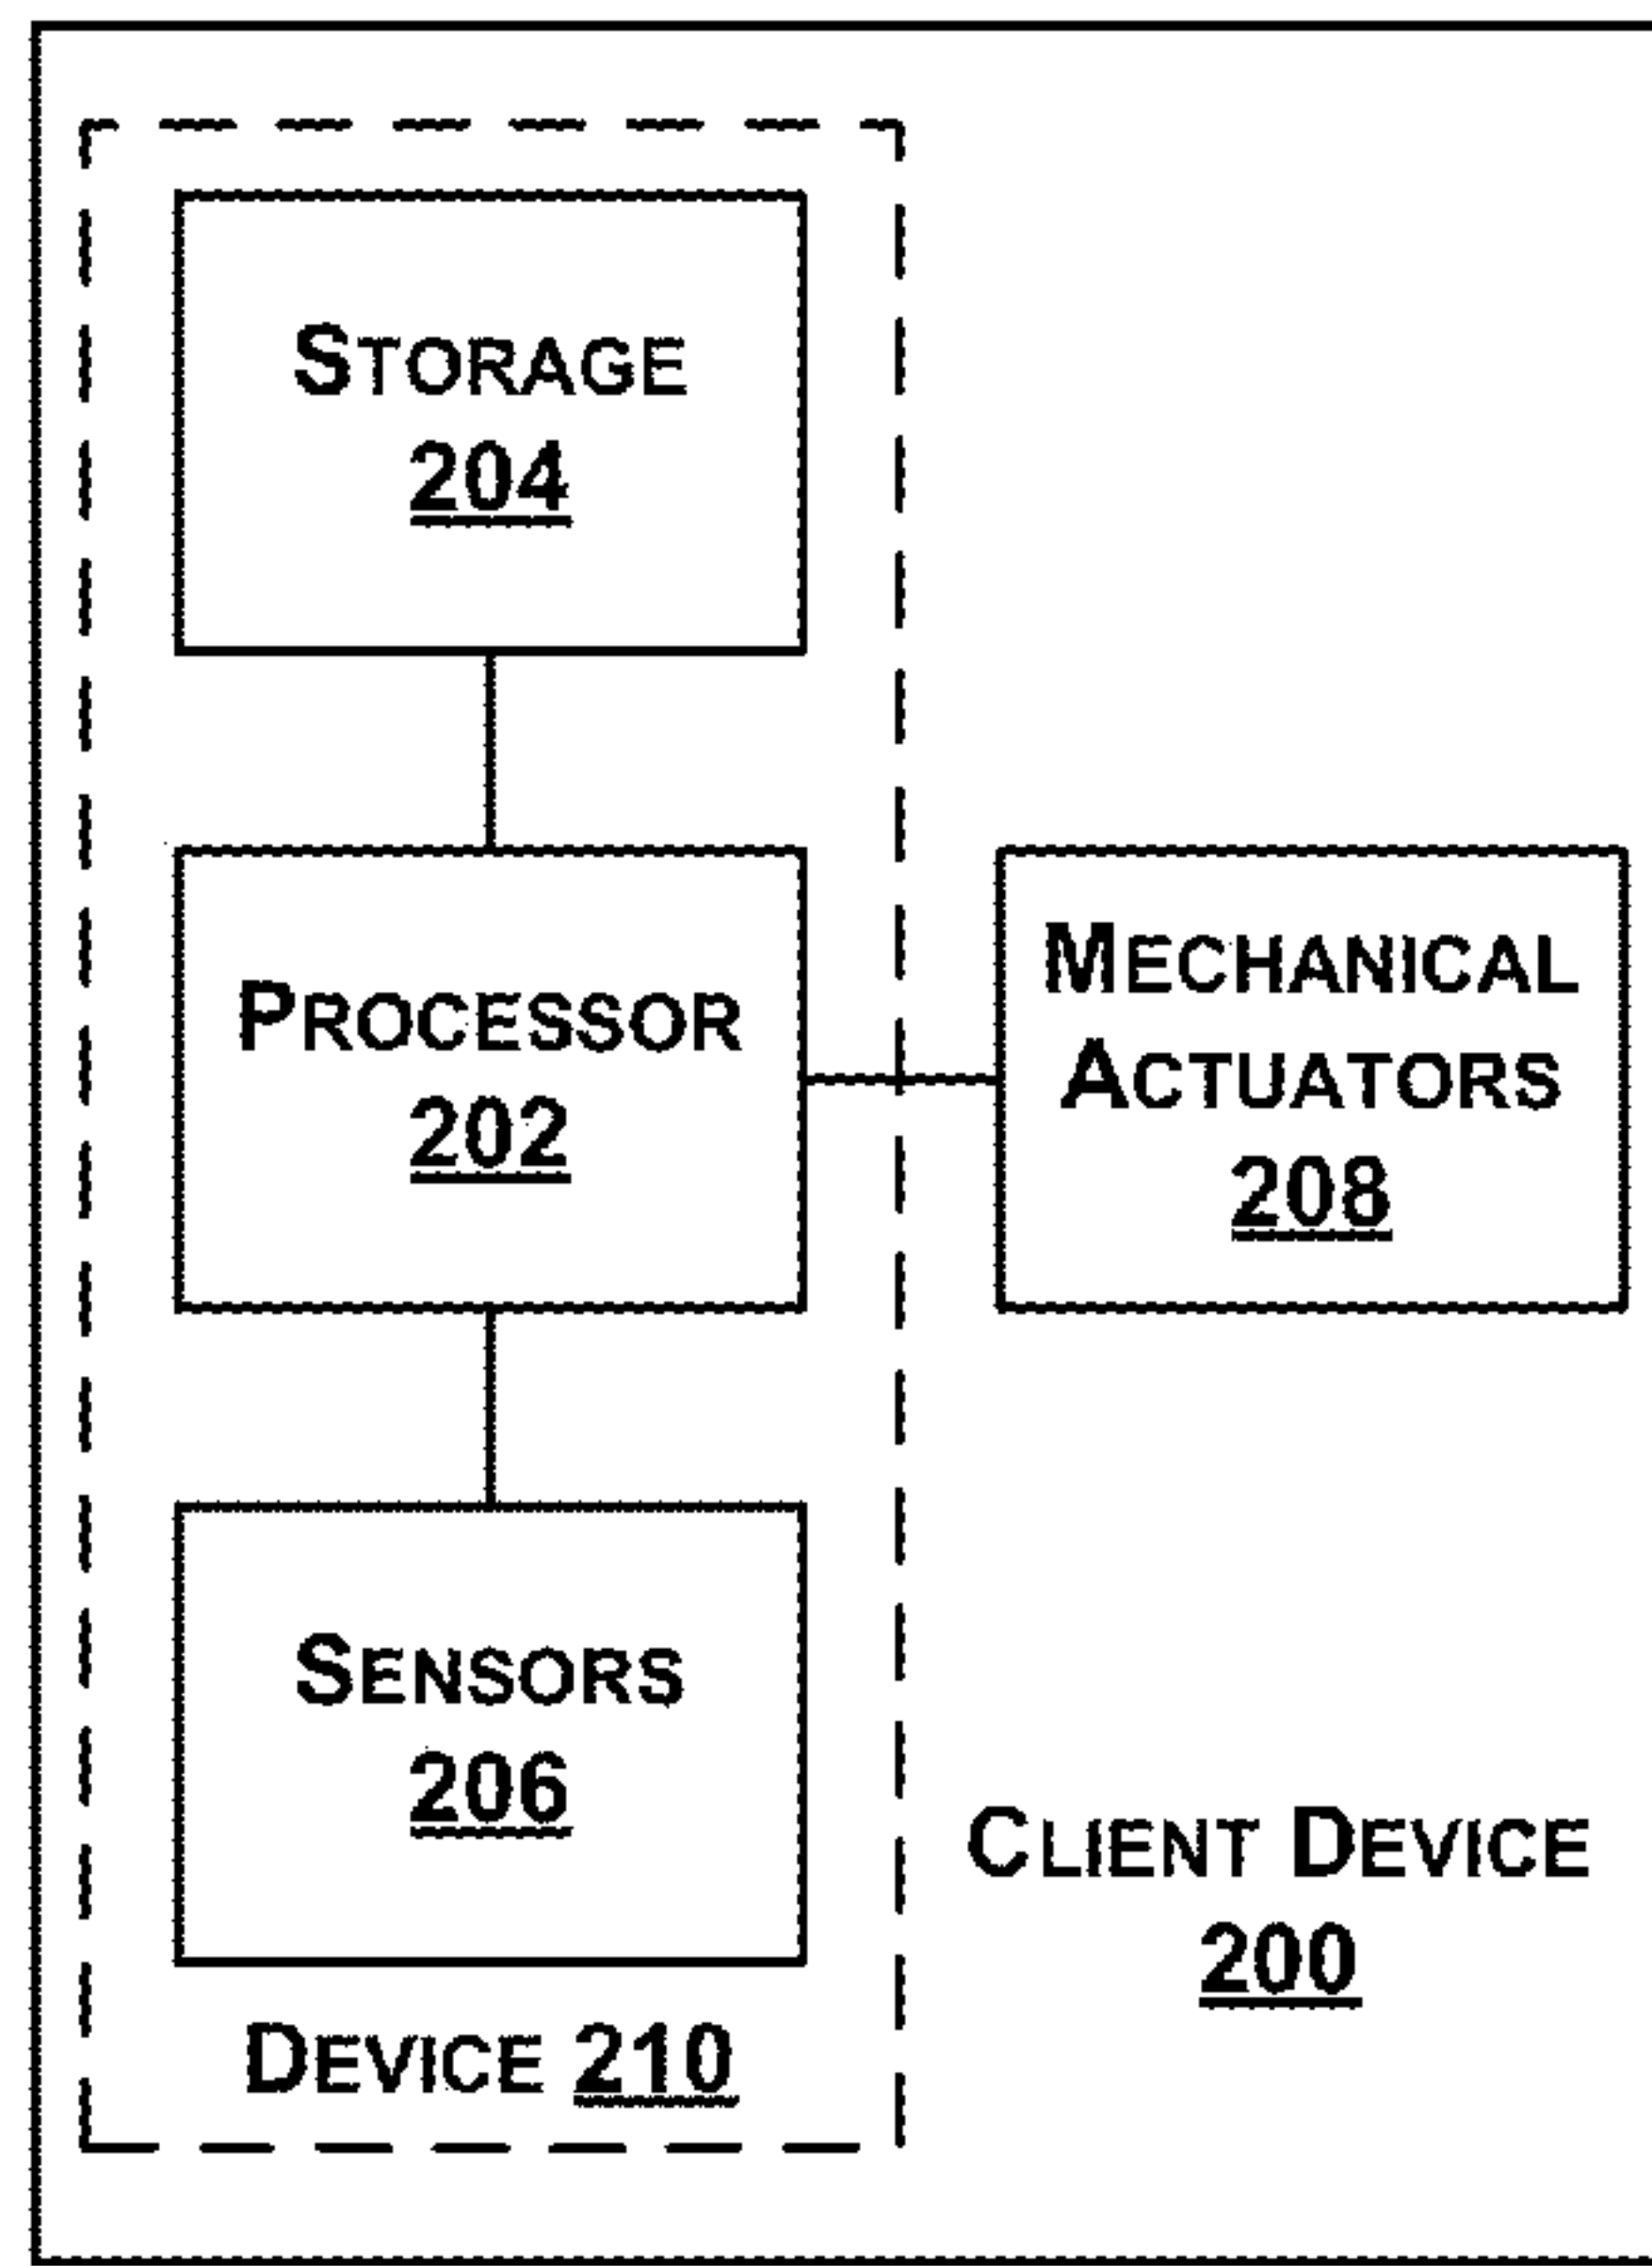 STORAGE
204
PROCESSOR
202
MECHANICAL
ACTUATORS
208
SENSORS
206
CLIENT DEVICE
200
DEVICE 210